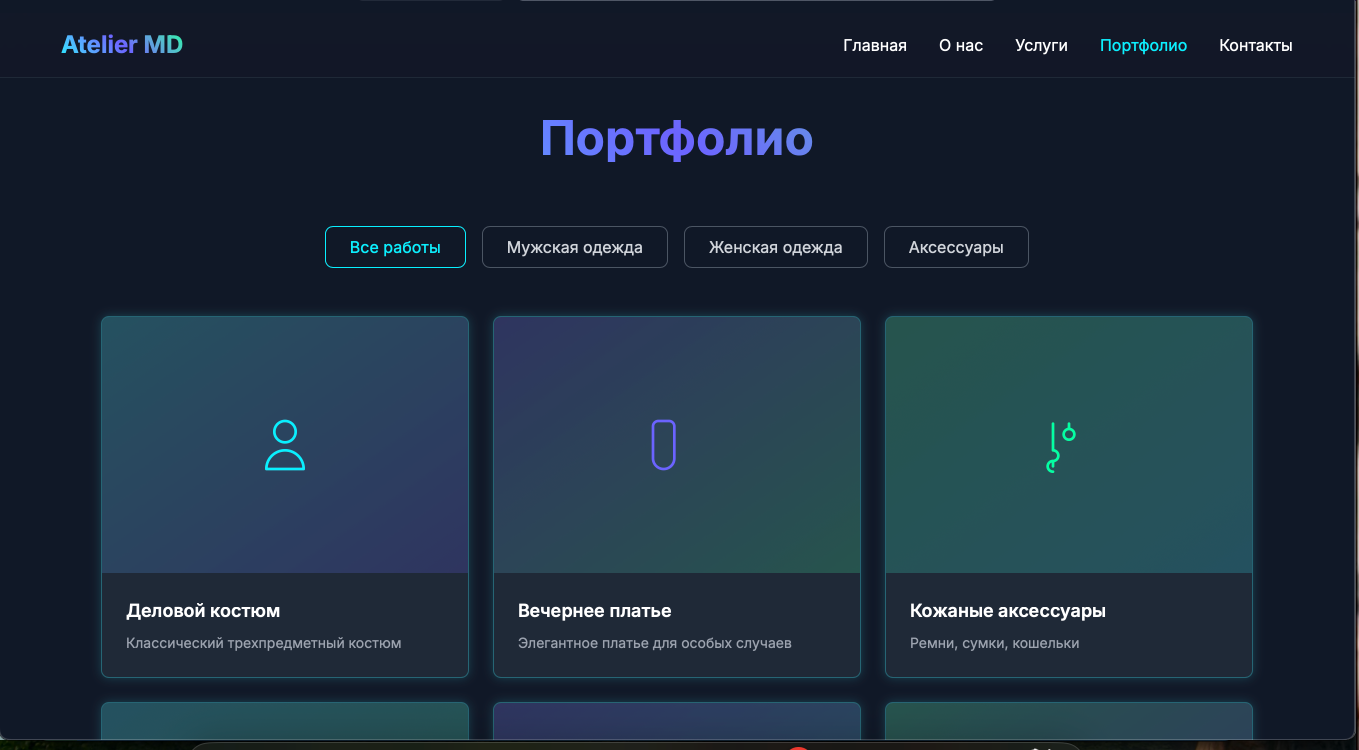 Atelier MD
Главная О нас Услуги Портфолио Контакты
Портфолио
Все работы Мужская одежда Женская одежда Аксессуары
Деловой костюм
Классический трехпредметный костюм
Вечернее платье
Элегантное платье для особых случаев
Кожаные аксессуары
Ремни, сумки, кошельки